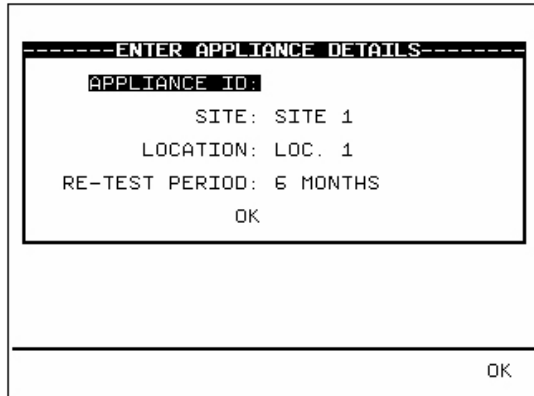 -------ENTER APPLIANCE DETAILS--------
APPLIANCE ID:
SITE: SITE 1
LOCATION: LOC. 1
RE-TEST PERIOD: 6 MONTHS
OK
OK